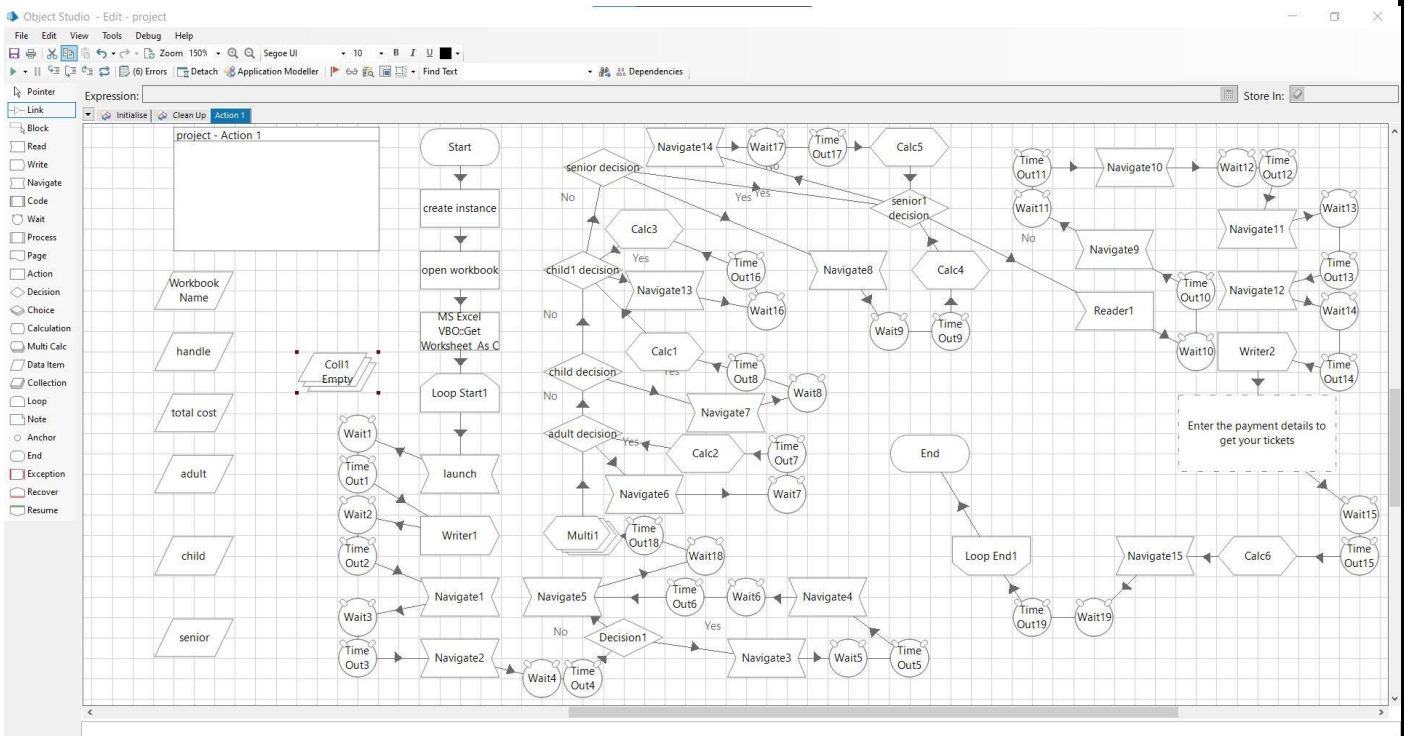 Object Studio - Edit - project
File Edit View Tools Debug Help
Zoom 150% Segoe UI 10 B I U
(6) Errors Detach Application Modeller Find Text Dependencies
Pointer
Link
Block
Read
Write
Navigate
Code
Wait
Process
Page
Action
Decision
Choice
Calculation
Multi Calc
Data Item
Collection
Loop
Note
Anchor
End
Exception
Recover
Resume
Expression:
Store In:
Initialise Clean Up Action 1
project - Action 1
Workbook
Name
handle
total cost
adult
child
senior
Coll1
Empty
Start
create instance
open workbook
MS Excel
VBO::Get
Worksheet As C
Loop Start1
launch
Wait1
Time
Out1
Writer1
Wait2
Time
Out2
Navigate1
Wait3
Time
Out3
Navigate2
Wait4
Time
Out4
Decision1
No
Yes
Navigate3
Wait5
Time
Out5
Navigate4
Wait6
Time
Out6
Navigate5
Wait18
Time
Out18
Multi1
adult decision
Yes
No
Navigate6
Wait7
Time
Out7
Calc2
child decision
Yes
No
Navigate7
Wait8
Time
Out8
Calc1
child1 decision
Yes
No
Navigate13
Wait16
Time
Out16
Calc3
senior decision
No
Yes
Yes
Navigate14
Wait17
Time
Out17
Calc5
senior1
decision
Navigate8
Wait9
Time
Out9
Calc4
Reader1
Wait10
Time
Out10
Navigate9
No
Wait11
Time
Out11
Navigate10
Wait12
Time
Out12
Navigate11
Wait13
Time
Out13
Navigate12
Wait14
Time
Out14
Writer2
Enter the payment details to
get your tickets
Wait15
Time
Out15
Calc6
Navigate15
Wait19
Time
Out19
Loop End1
End
No